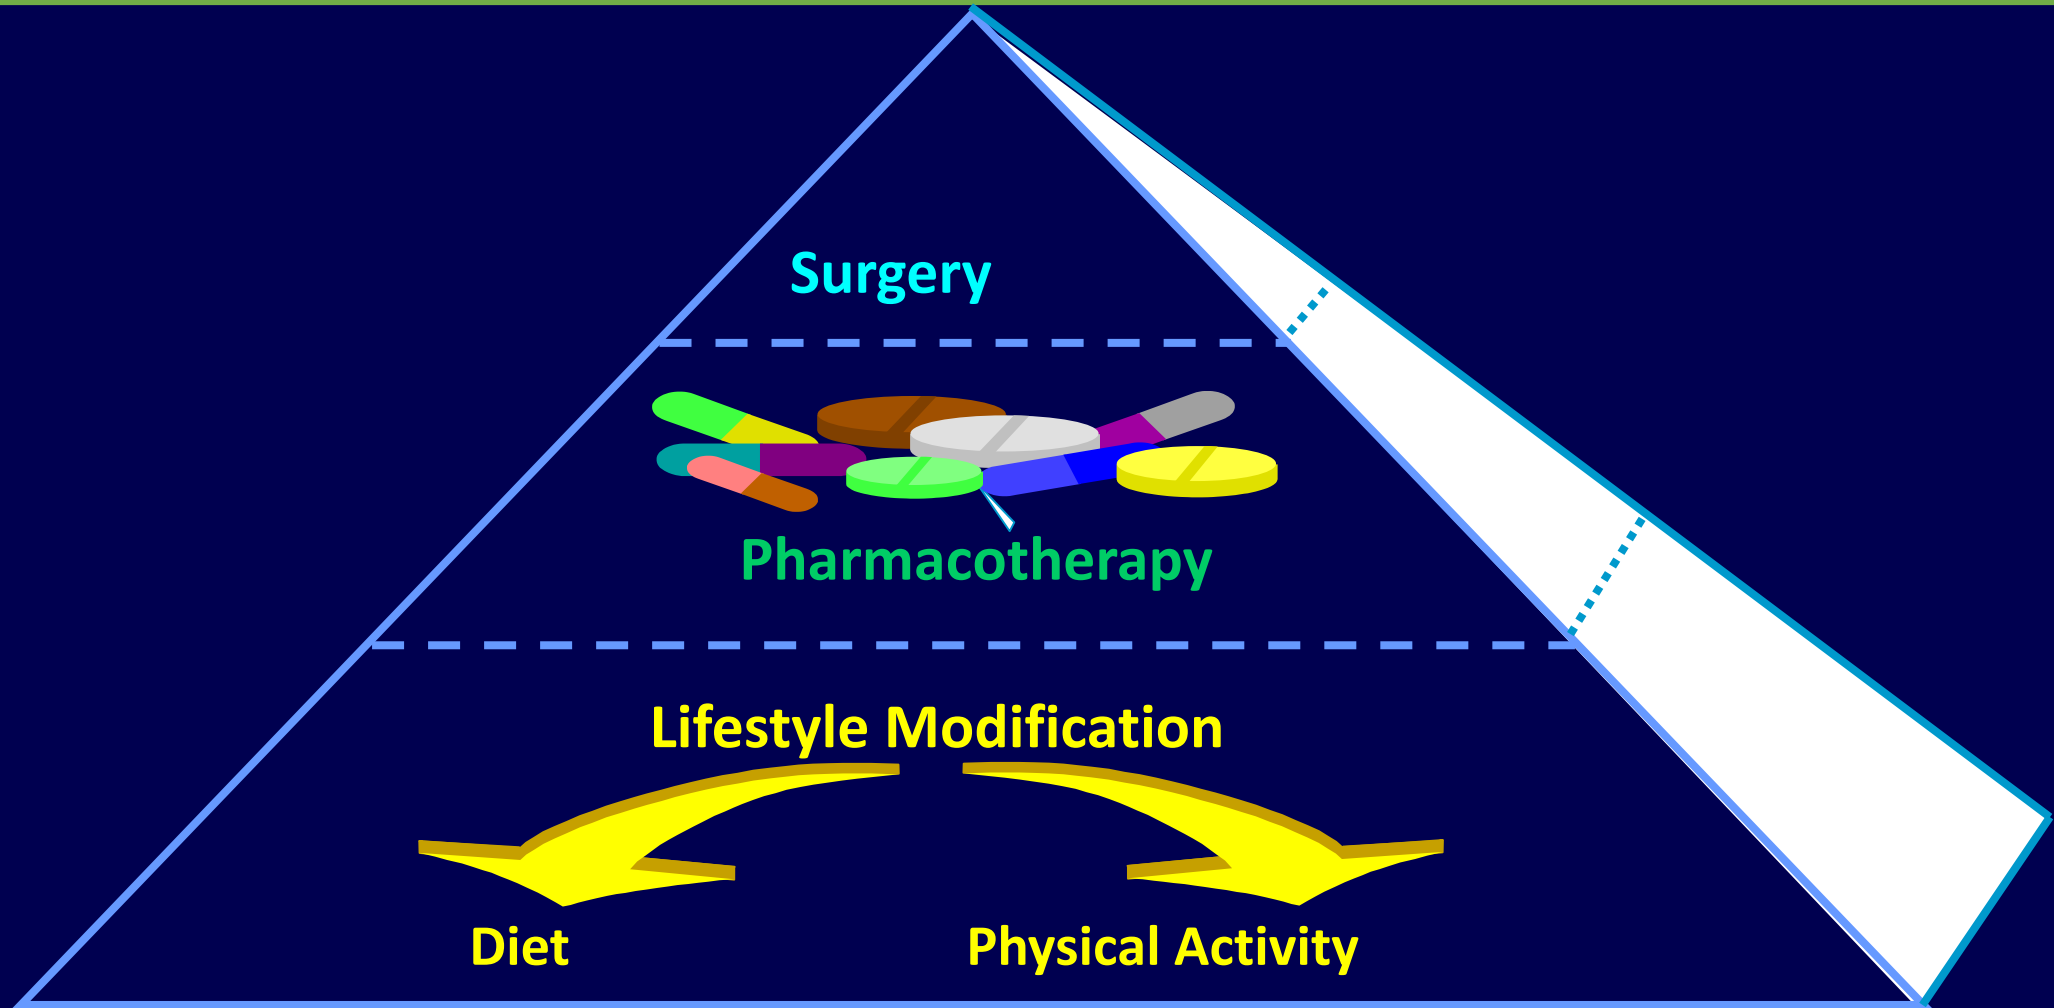 Surgery
Pharmacotherapy
Lifestyle Modification
Diet
Physical Activity